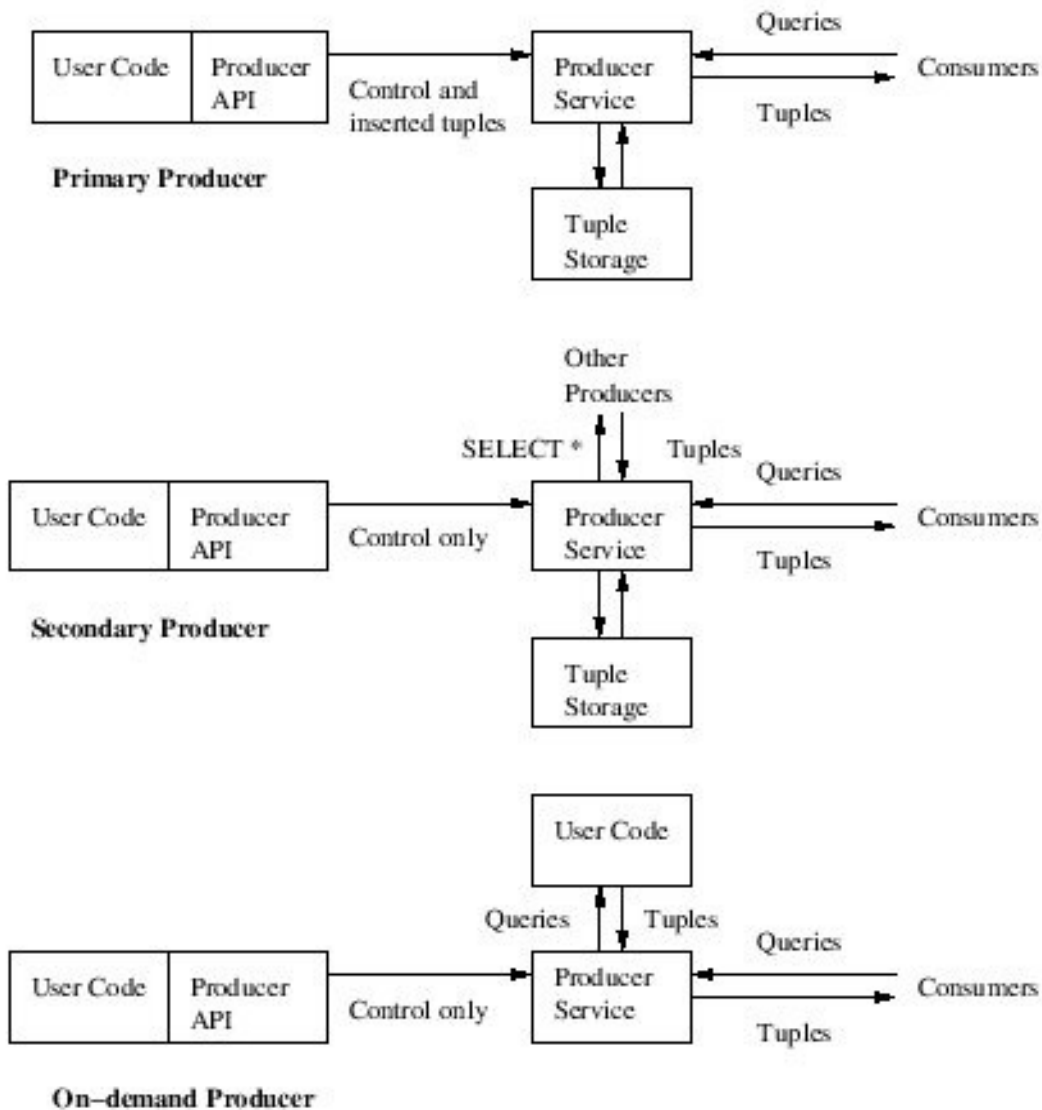 Queries
User Code
Producer
API
Control and
inserted tuples
Producer
Service
Consumers
Tuples
Primary Producer
Tuple
Storage
Other
Producers
SELECT *
Tuples
Queries
User Code
Producer
API
Control only
Producer
Service
Consumers
Tuples
Secondary Producer
Tuple
Storage
User Code
Queries
Tuples
Queries
User Code
Producer
API
Control only
Producer
Service
Consumers
Tuples
On-demand Producer